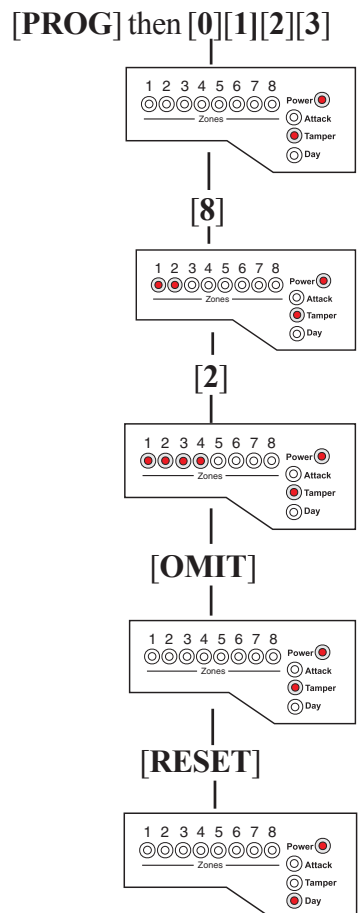 [PROG] then [0][1][2][3]
1 2 3 4 5 6 7 8
Zones
Power
Attack
Tamper
Day
[8]
1 2 3 4 5 6 7 8
Zones
Power
Attack
Tamper
Day
[2]
1 2 3 4 5 6 7 8
Zones
Power
Attack
Tamper
Day
[OMIT]
1 2 3 4 5 6 7 8
Zones
Power
Attack
Tamper
Day
[RESET]
1 2 3 4 5 6 7 8
Zones
Power
Attack
Tamper
Day